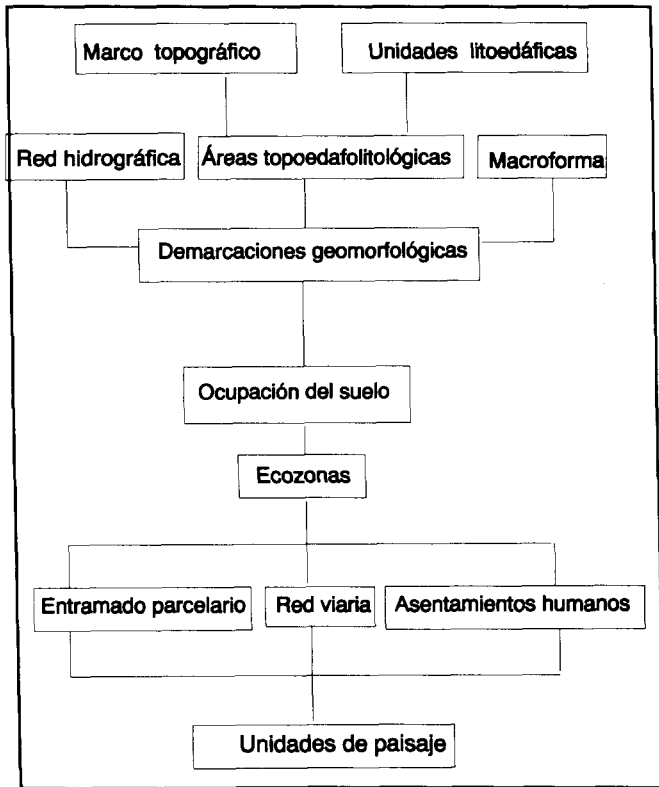 Marco topográfico
Unidades litoedáficas
Red hidrográfica
Áreas topoedafolitológicas
Macroforma
Demarcaciones geomorfológicas
Ocupación del suelo
Ecozonas
Entramado parcelario
Red viaria
Asentamientos humanos
Unidades de paisaje